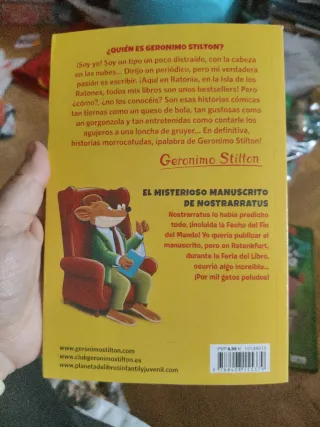 ¿QUIÉN ES GERONIMO STILTON?
¡Soy yo! Soy un tipo un poco distraído, con la cabeza
en las nubes... Dirijo un periódico, pero mi verdadera
pasión es escribir. ¡Aquí en Ratonia, en la Isla de los
Ratones, todos mis libros son unos bestsellers! Pero
¿cómo?, ¿no los conocéis? Son esas historias cómicas
tan tiernas como un queso de bola, tan gustosas como
un gorgonzola y tan entretenidas como contarle los
agujeros a una loncha de gruyer... En definitiva,
historias morrocotudas, ¡palabra de Geronimo Stilton!
Geronimo Stilton
EL MISTERIOSO MANUSCRITO
DE NOSTRARRATUS
Nostrarratus lo había predicho
todo, ¡incluida la Fecha del Fin
del Mundo! Yo quería publicar el
manuscrito, pero en Ratonkfurt,
durante la Feria del Libro,
ocurrió algo increíble...
¡Por mil gatos peludos!
www.geronimostilton.com
www.clubgeronimostilton.es
www.planetadelibrosinfantilyjuvenil.com